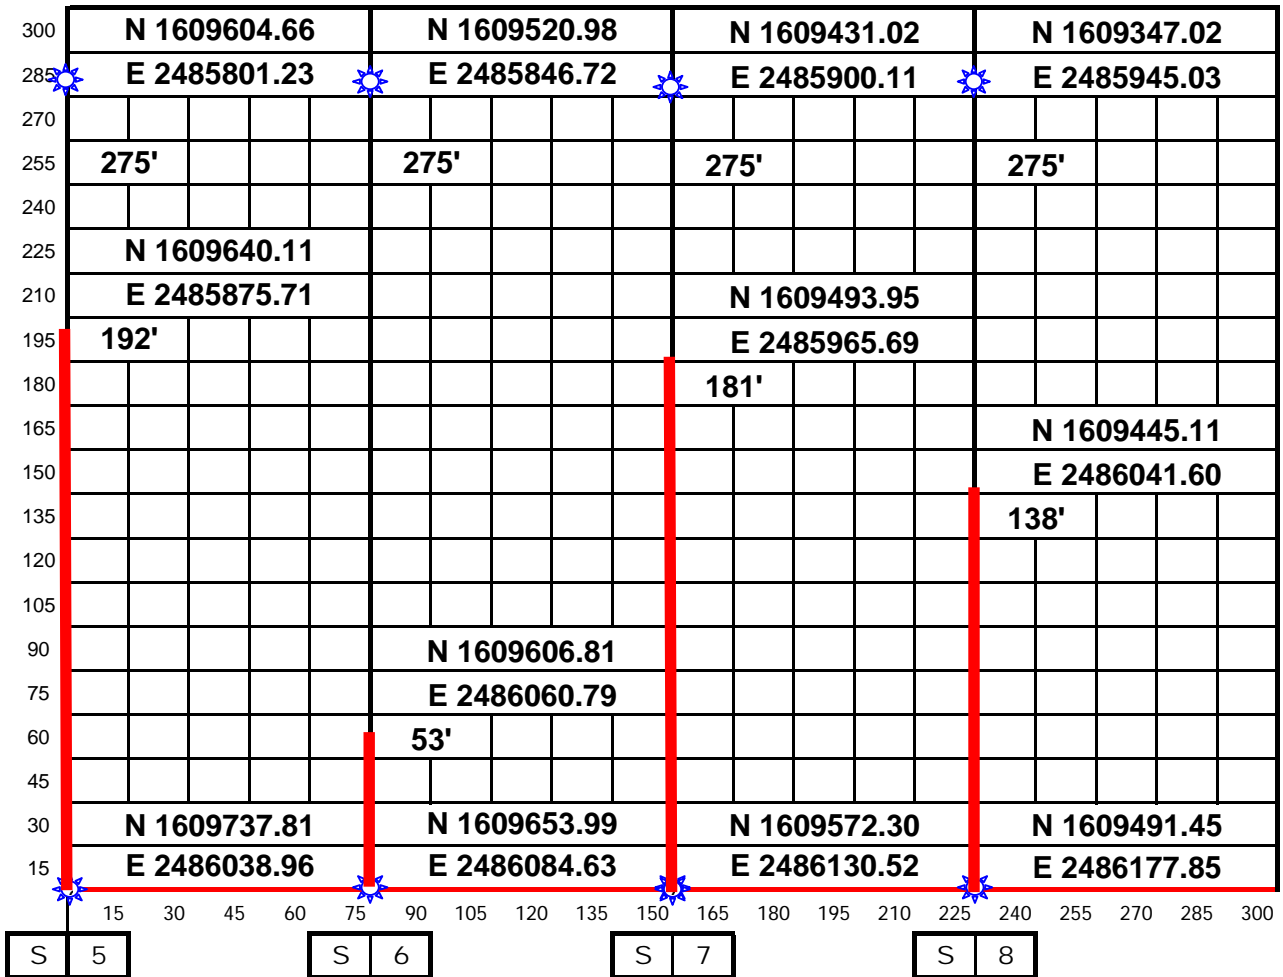 300 N 1609604.66 N 1609520.98 N 1609431.02 N 1609347.02
285 E 2485801.23 E 2485846.72 E 2485900.11 E 2485945.03
270
255 275' 275' 275' 275'
240
225 N 1609640.11
210 E 2485875.71 N 1609493.95
195 192' E 2485965.69
180 181'
165 N 1609445.11
150 E 2486041.60
135 138'
120
105
90 N 1609606.81
75 E 2486060.79
60 53'
45
30 N 1609737.81 N 1609653.99 N 1609572.30 N 1609491.45
15 E 2486038.96 E 2486084.63 E 2486130.52 E 2486177.85
15 30 45 60 75 90 105 120 135 150 165 180 195 210 225 240 255 270 285 300
S 5 S 6 S 7 S 8